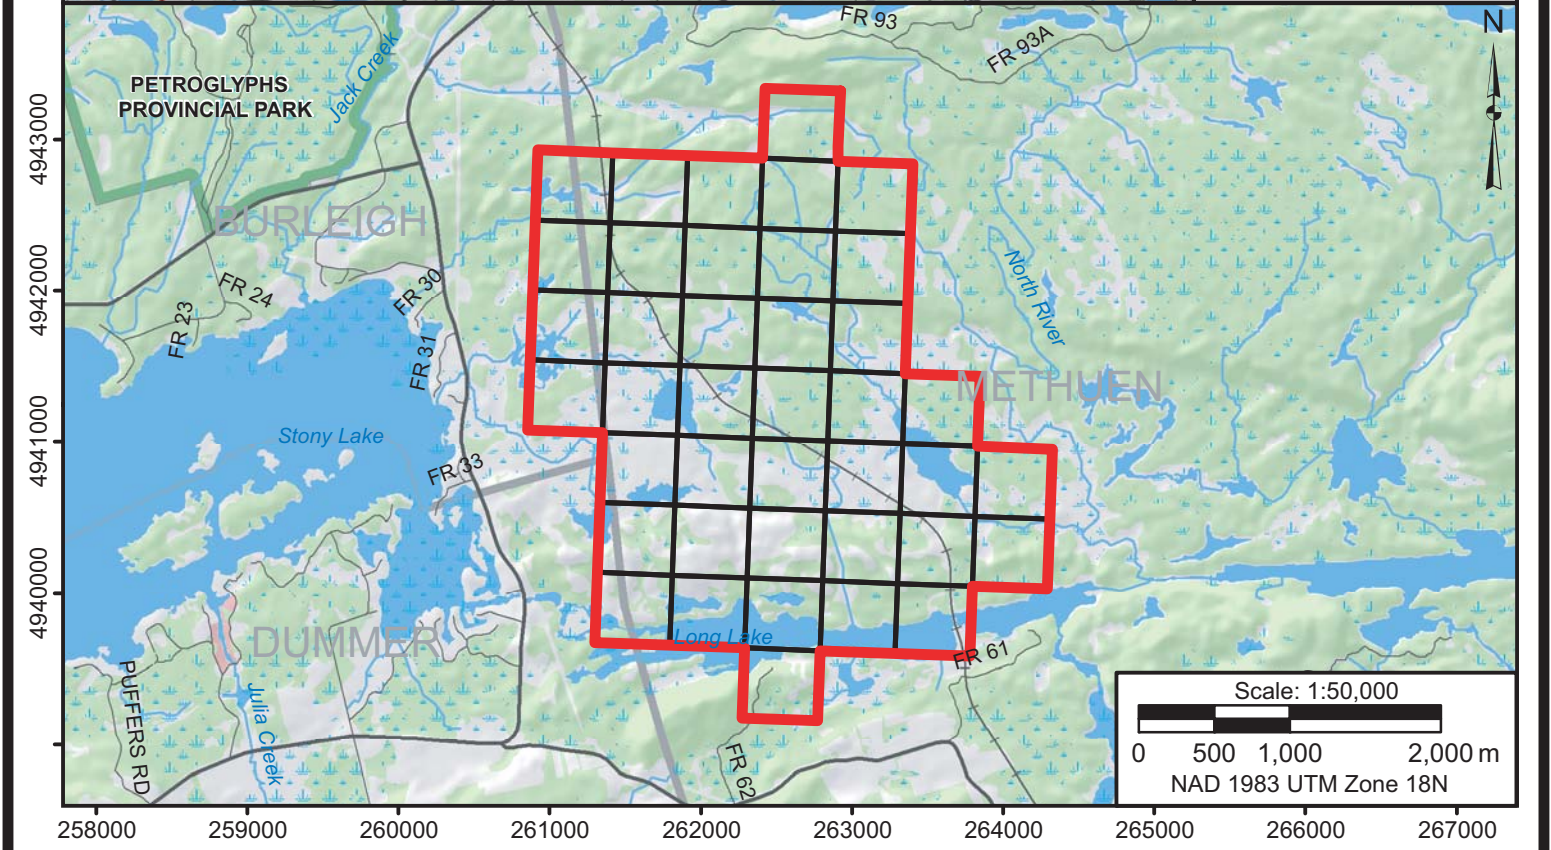 FR 93
FR 93A
N
PETROGLYPHS
PROVINCIAL PARK
Jack Creek
4943000
BURLEIGH
FR 24
FR 30
FR 23
FR 31
4942000
North River
METHUEN
Stony Lake
4941000
FR 33
4940000
DUMMER
Long Lake
FR 61
PUFFERS RD
Julia Creek
FR 62
Scale: 1:50,000
0 500 1,000 2,000 m
NAD 1983 UTM Zone 18N
258000 259000 260000 261000 262000 263000 264000 265000 266000 267000